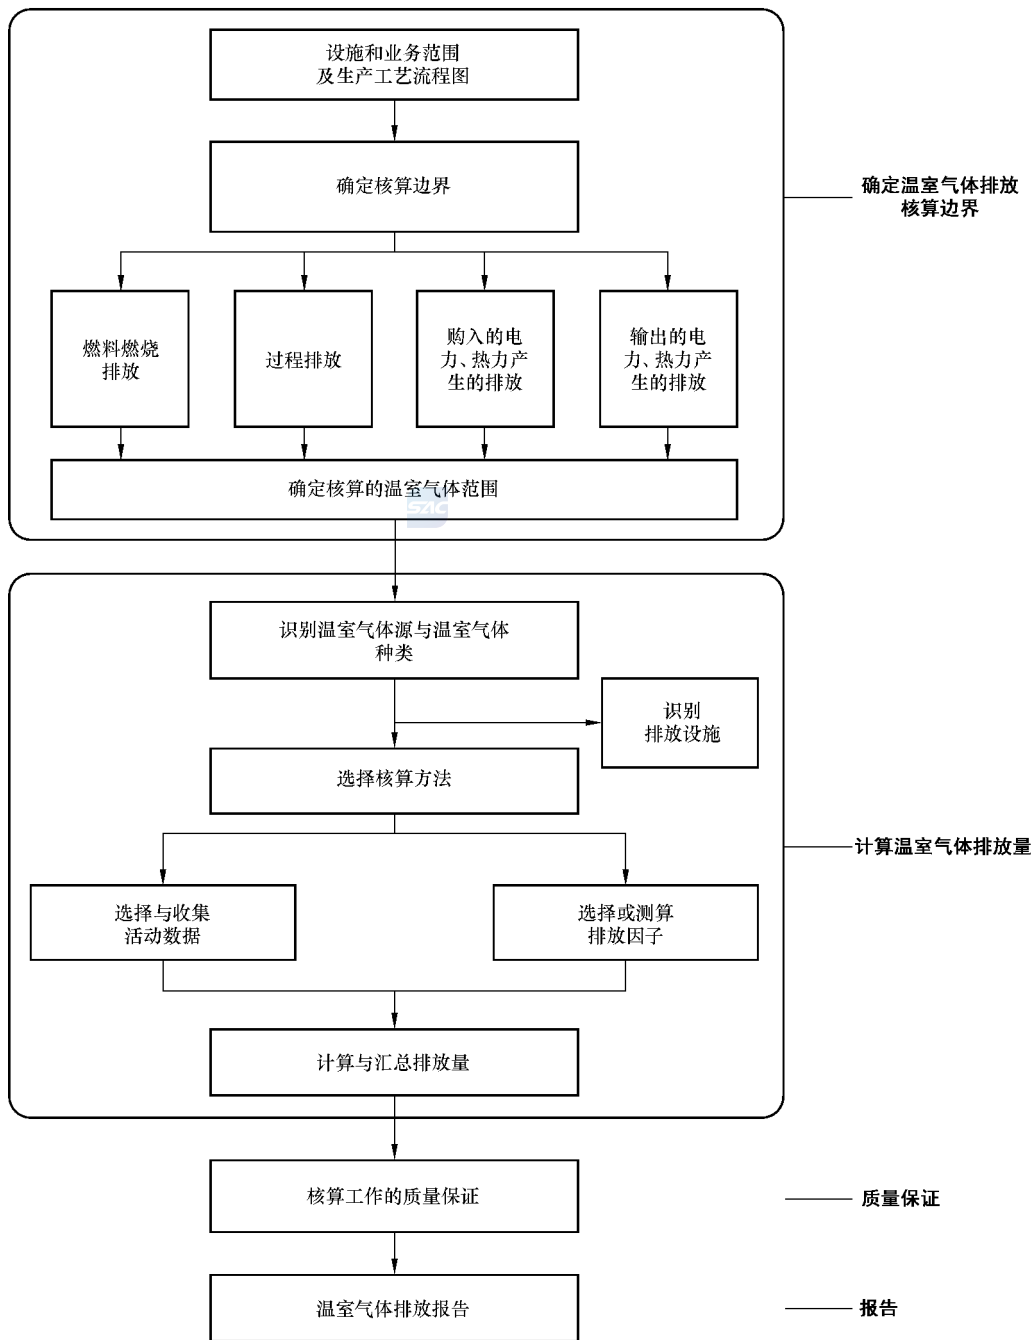 设施和业务范围
及生产工艺流程图
确定核算边界
确定温室气体排放
核算边界
燃料燃烧
排放
过程排放
购入的电
力、热力产
生的排放
输出的电
力、热力产
生的排放
确定核算的温室气体范围
SAC
识别温室气体源与温室气体
种类
识别
排放设施
选择核算方法
计算温室气体排放量
选择与收集
活动数据
选择或测算
排放因子
计算与汇总排放量
核算工作的质量保证
质量保证
温室气体排放报告
报告